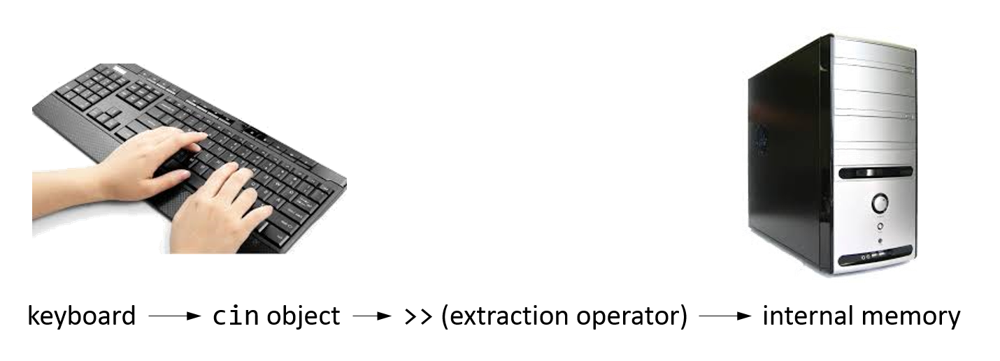 keyboard → cin object → >> (extraction operator) → internal memory